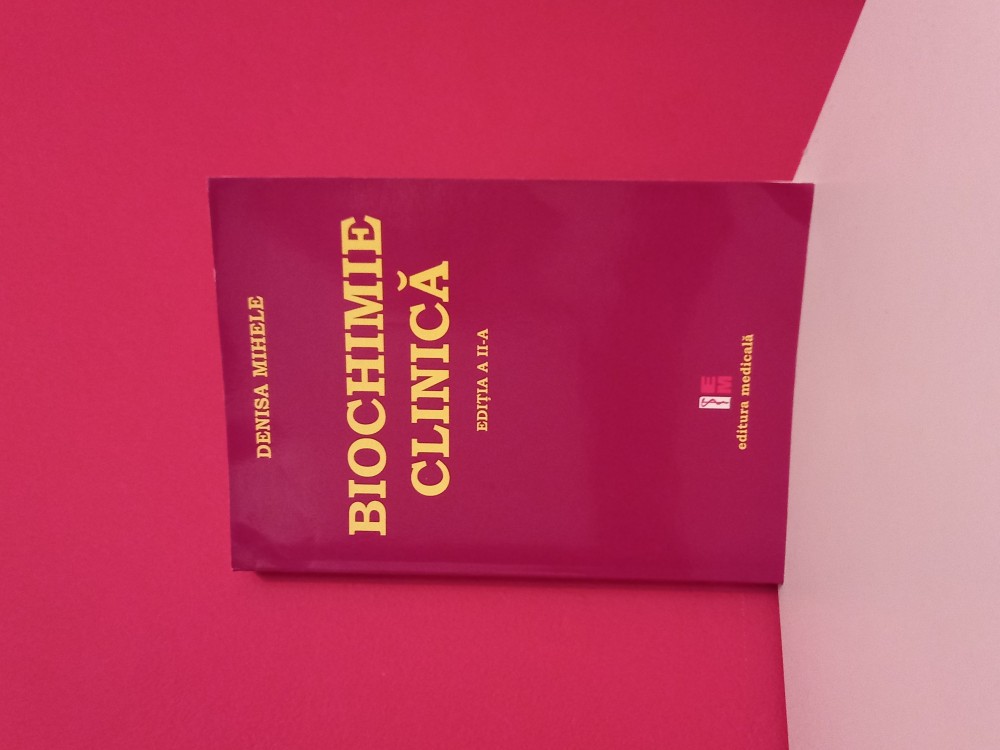 DENISA MIHELE
BIOCHIMIE
CLINICĂ
EDIȚIA A II-A
EM
editura medicală